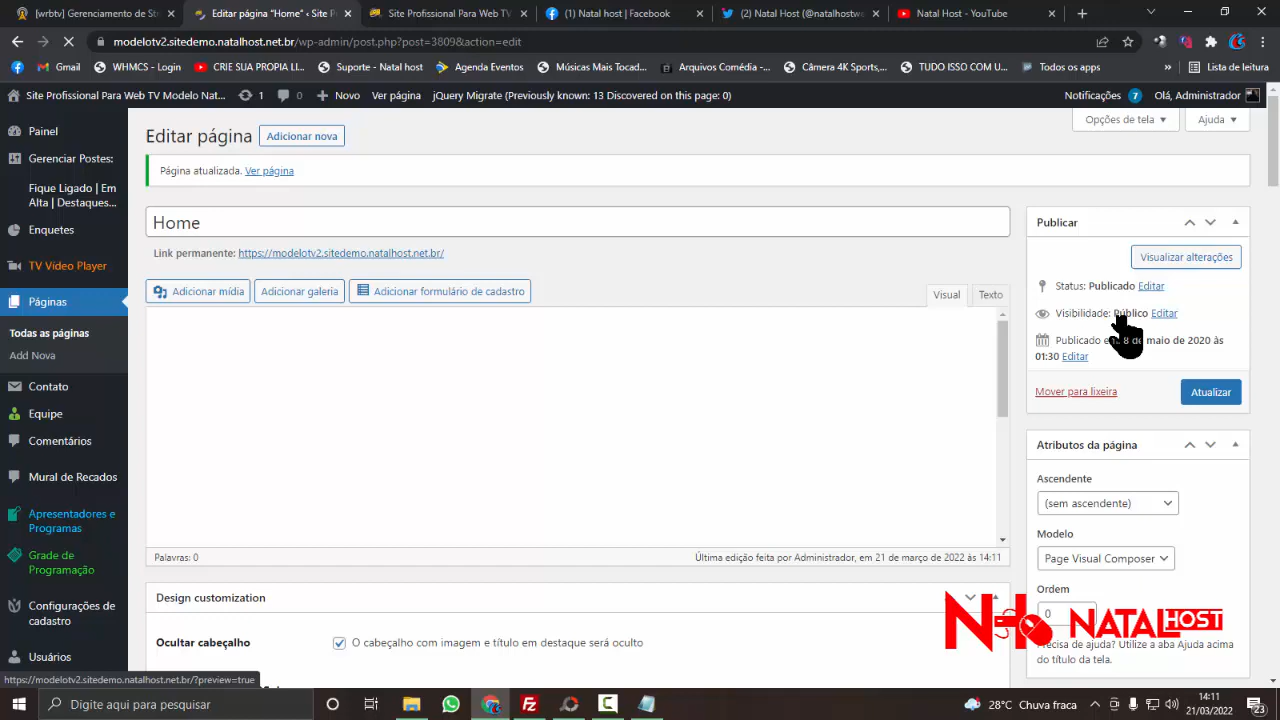 (wrbtv) Gerenciamento de St
Editar página "Home" ‹ Site P
Site Profissional Para Web TV
(1) Natal host | Facebook
(2) Natal Host (@natalhostwe
Natal Host - YouTube
modelotv2.sitedemo.natalhost.net.br/wp-admin/post.php?post=3809&action=edit
Gmail
WHMCS - Login
CRIE SUA PROPIA LI...
Suporte - Natal host
Agenda Eventos
Músicas Mais Tocad...
Arquivos Comédia -...
Câmera 4K Sports,...
TUDO ISSO COM U...
Todos os apps
»
Lista de leitura
Site Profissional Para Web TV Modelo Nat...
1
0
Novo
Ver página
jQuery Migrate (Previously known: 13 Discovered on this page: 0)
Notificações 7
Olá, Administrador
Painel
Gerenciar Postes:
Fique Ligado | Em
Alta | Destaques...
Enquetes
TV Vídeo Player
Páginas
Todas as páginas
Add Nova
Contato
Equipe
Comentários
Mural de Recados
Apresentadores e
Programas
Grade de
Programação
Configurações de
cadastro
Usuários
https://modelotv2.sitedemo.natalhost.net.br/?preview=true
Editar página
Adicionar nova
Opções de tela
Ajuda
Página atualizada. Ver página
Home
Link permanente: https://modelotv2.sitedemo.natalhost.net.br/
Adicionar mídia
Adicionar galeria
Adicionar formulário de cadastro
Visual
Texto
Palavras: 0
Última edição feita por Administrador, em 21 de março de 2022 às 14:11
Design customization
Ocultar cabeçalho
O cabeçalho com imagem e título em destaque será oculto
Publicar
Visualizar alterações
Status: Publicado Editar
Visibilidade: Público Editar
Publicado e 8 de maio de 2020 às
01:30 Editar
Mover para lixeira
Atualizar
Atributos da página
Ascendente
(sem ascendente)
Modelo
Page Visual Composer
Ordem
0
NATAL HOST
Precisa de ajuda? Utilize a aba Ajuda acima
do título da tela.
Digite aqui para pesquisar
28°C Chuva fraca
14:11
21/03/2022
23